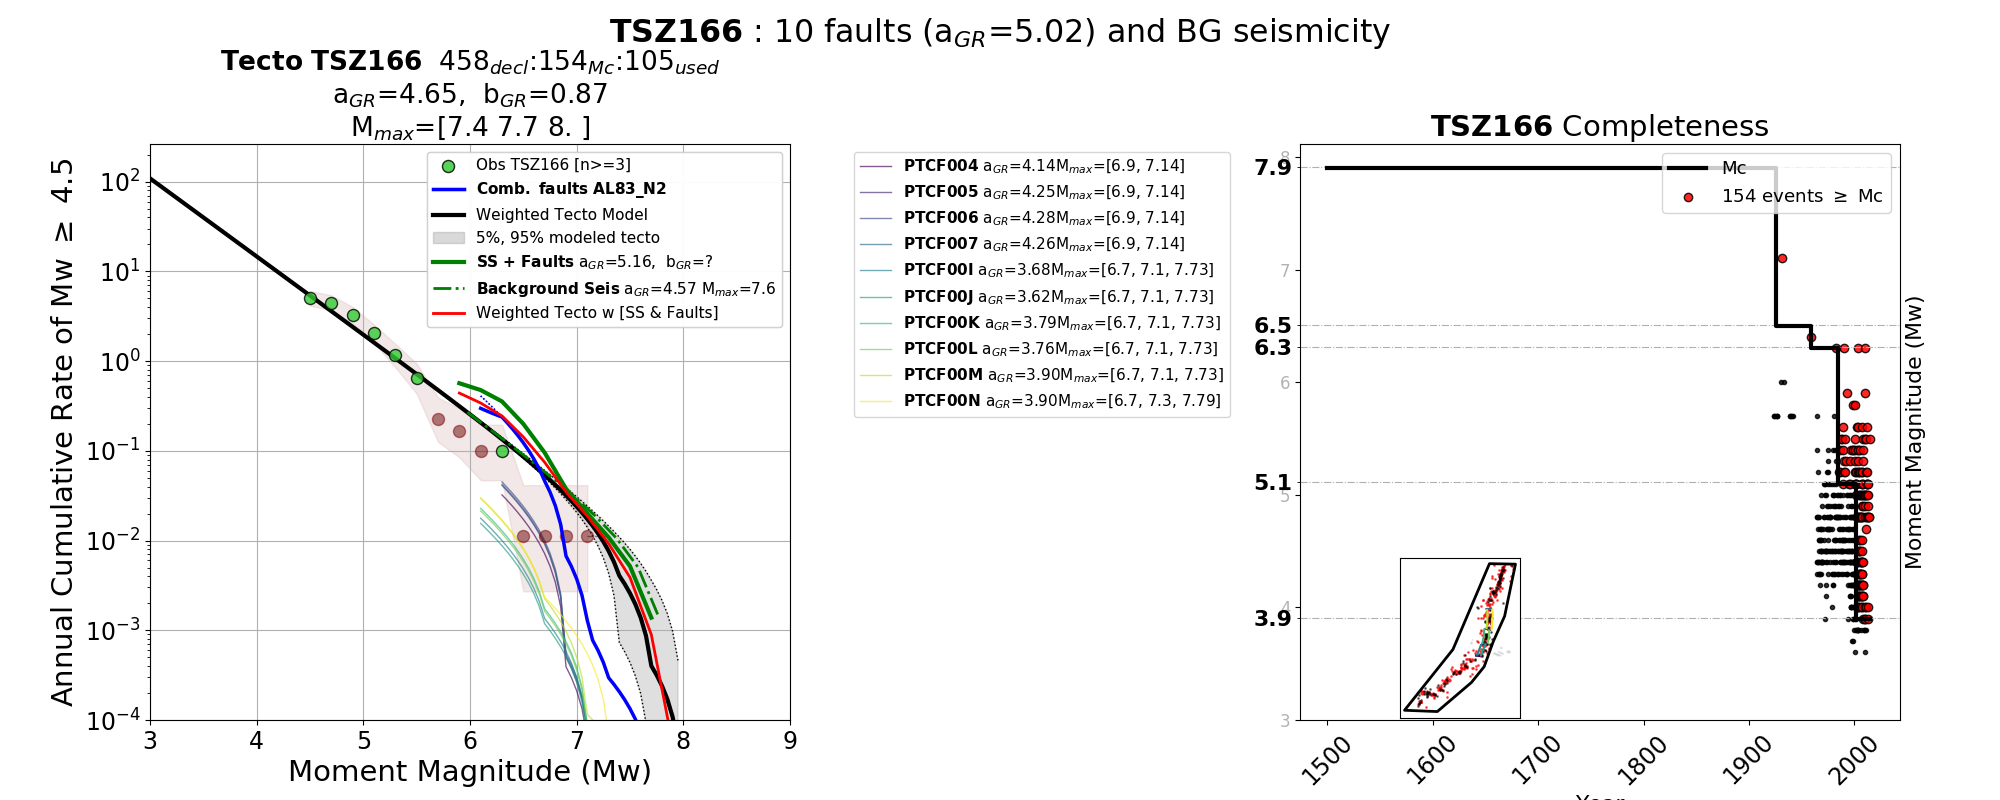 TSZ166 : 10 faults (aGR=5.02) and BG seismicity
Tecto TSZ166 458decl:154Mc:105used
aGR=4.65, bGR=0.87
Mmax=[7.4 7.7 8. ]
Annual Cumulative Rate of Mw ≥ 4.5
10^2
10^1
10^0
10^−1
10^−2
10^−3
10^−4
Obs TSZ166 [n>=3]
Comb. faults AL83_N2
Weighted Tecto Model
5%, 95% modeled tecto
SS + Faults aGR=5.16, bGR=?
Background Seis aGR=4.57 Mmax=7.6
Weighted Tecto w [SS & Faults]
3 4 5 6 7 8 9
Moment Magnitude (Mw)
PTCF004 aGR=4.14Mmax=[6.9, 7.14]
PTCF005 aGR=4.25Mmax=[6.9, 7.14]
PTCF006 aGR=4.28Mmax=[6.9, 7.14]
PTCF007 aGR=4.26Mmax=[6.9, 7.14]
PTCF00I aGR=3.68Mmax=[6.7, 7.1, 7.73]
PTCF00J aGR=3.62Mmax=[6.7, 7.1, 7.73]
PTCF00K aGR=3.79Mmax=[6.7, 7.1, 7.73]
PTCF00L aGR=3.76Mmax=[6.7, 7.1, 7.73]
PTCF00M aGR=3.90Mmax=[6.7, 7.1, 7.73]
PTCF00N aGR=3.90Mmax=[6.7, 7.3, 7.79]
TSZ166 Completeness
8
7.9
7
6.5
6.3
6
5.1
5
4
3.9
3
Mc
154 events ≥ Mc
Moment Magnitude (Mw)
1500 1600 1700 1800 1900 2000
Year